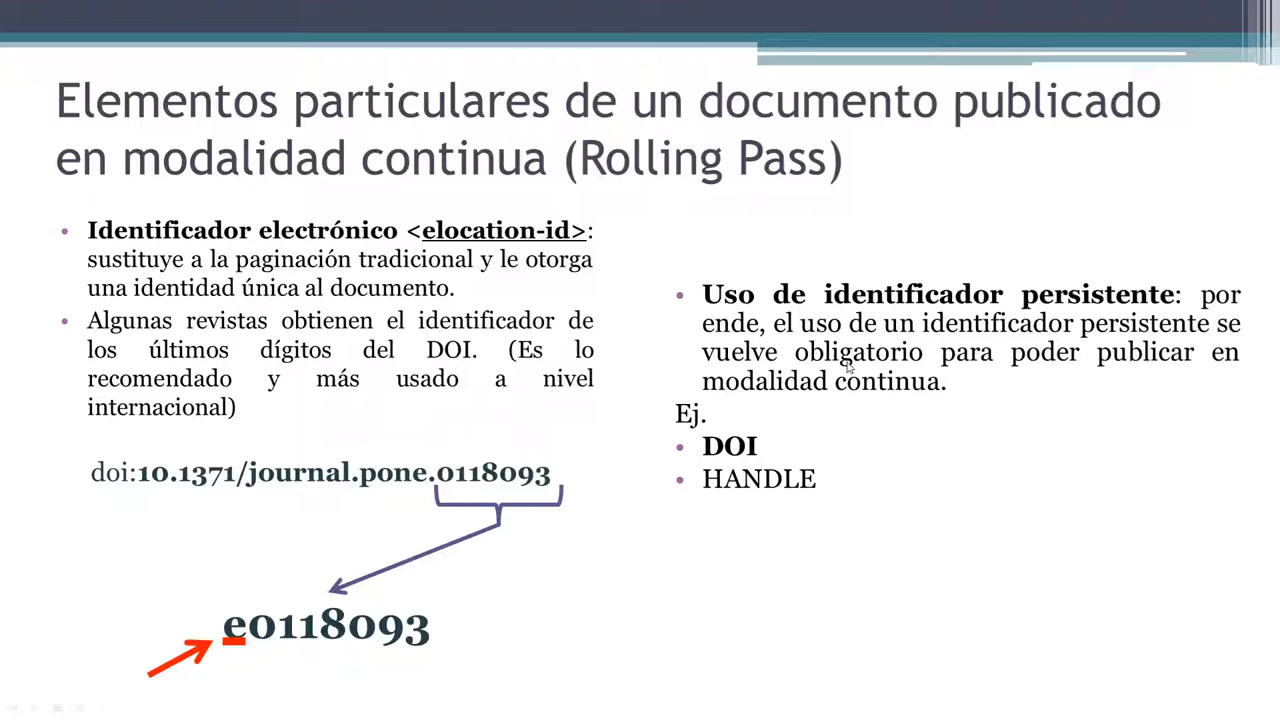 Elementos particulares de un documento publicado
en modalidad continua (Rolling Pass)
• Identificador electrónico <elocation-id>:
sustituye a la paginación tradicional y le otorga
una identidad única al documento.
• Algunas revistas obtienen el identificador de
los últimos dígitos del DOI. (Es lo
recomendado y más usado a nivel
internacional)
doi:10.1371/journal.pone.0118093
e0118093
• Uso de identificador persistente: por
ende, el uso de un identificador persistente se
vuelve obligatorio para poder publicar en
modalidad continua.
Ej.
• DOI
• HANDLE